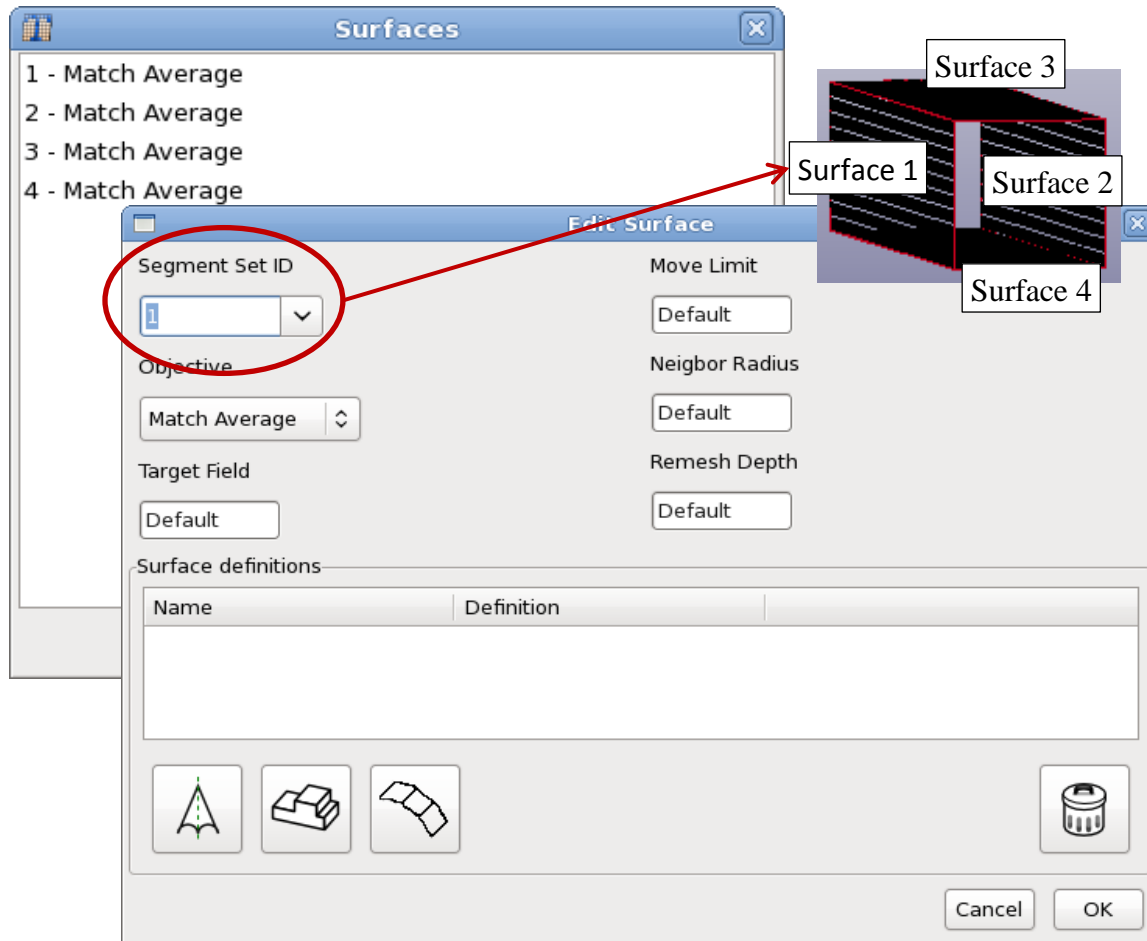 Surfaces
1 - Match Average
2 - Match Average
3 - Match Average
4 - Match Average
Surface 3
Surface 1
Surface 2
Surface 4
Edit Surface
Segment Set ID
1
Objective
Match Average
Target Field
Default
Move Limit
Default
Neigbor Radius
Default
Remesh Depth
Default
Surface definitions
Name Definition
Cancel OK